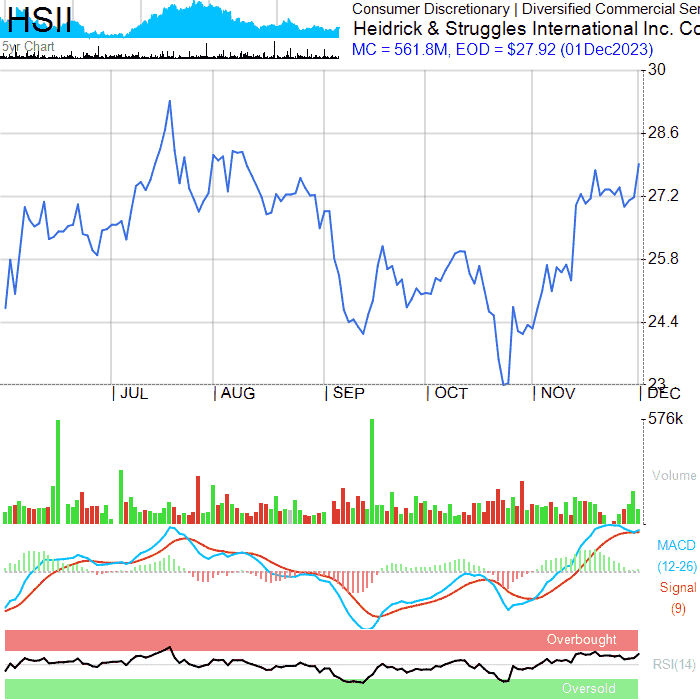 HSII
5yr Chart
Consumer Discretionary | Diversified Commercial Ser
Heidrick & Struggles International Inc. Co
MC = 561.8M, EOD = $27.92 (01Dec2023)
30
28.6
27.2
25.8
24.4
23
JUL AUG SEP OCT NOV DEC
576k
Volume
MACD
(12-26)
Signal
(9)
Overbought
RSI(14)
Oversold